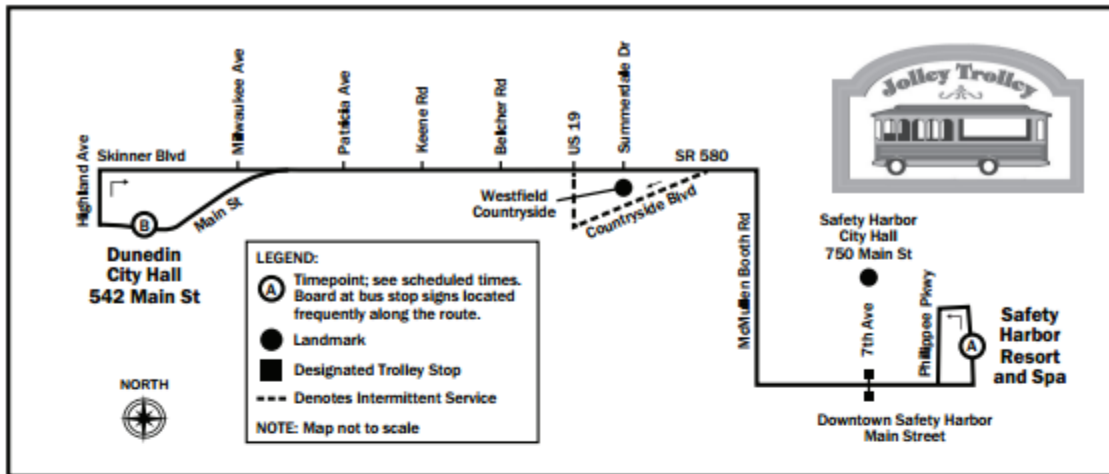 Highland Ave
Skinner Blvd
Milwaukee Ave
Patricia Ave
Keene Rd
Belcher Rd
US 19
Summerdale Dr
SR 580
Jolley Trolley
Main St
B
Dunedin
City Hall
542 Main St
Westfield
Countryside
Countryside Blvd
McMullen Booth Rd
Safety Harbor
City Hall
750 Main St
7th Ave
Philippee Pkwy
A
Safety
Harbor
Resort
and Spa
Downtown Safety Harbor
Main Street
LEGEND:
A
Timepoint; see scheduled times.
Board at bus stop signs located
frequently along the route.
Landmark
Designated Trolley Stop
Denotes Intermittent Service
NOTE: Map not to scale
NORTH